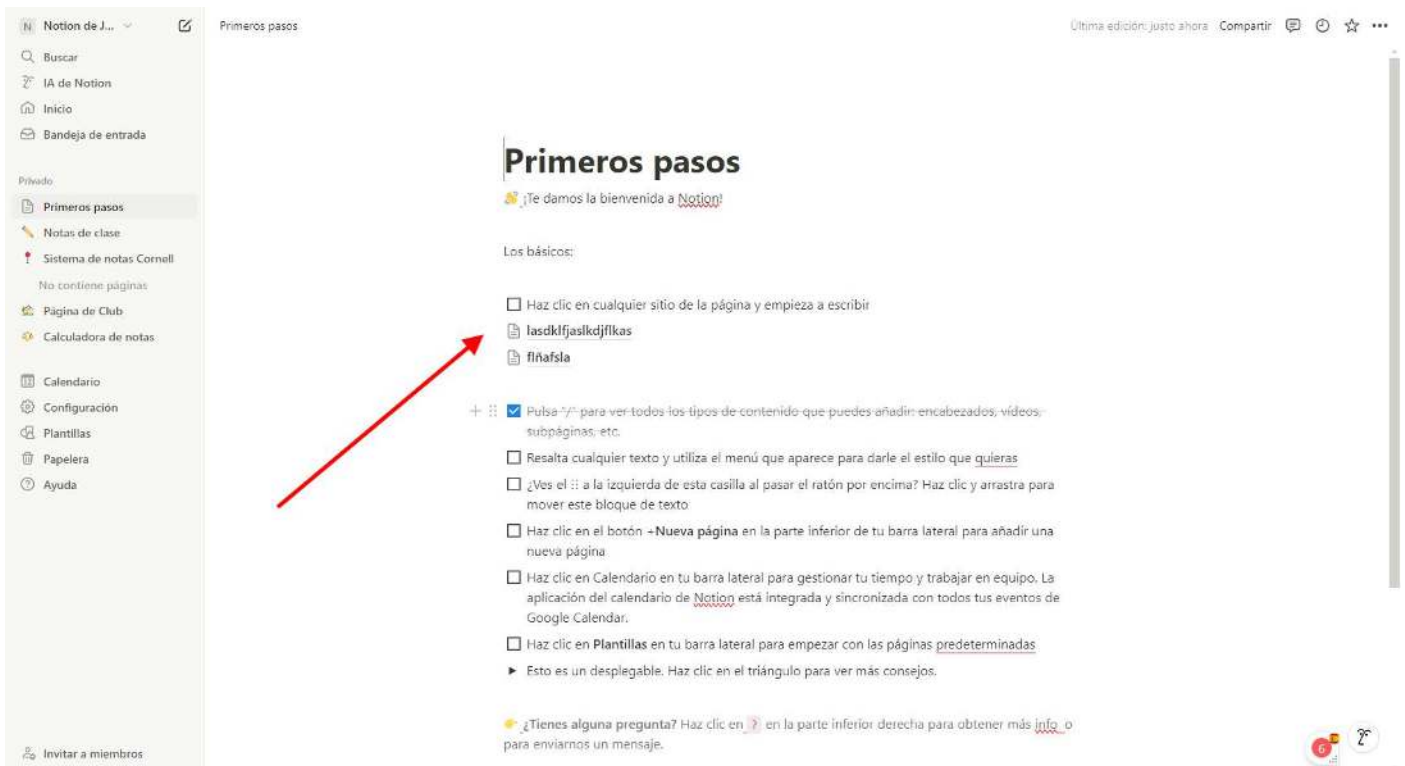 N Notion de J...
Primeros pasos
Última edición: justo ahora Compartir
Buscar
IA de Notion
Inicio
Bandeja de entrada
Privado
Primeros pasos
Notas de clase
Sistema de notas Cornell
No contiene páginas
Página de Club
Calculadora de notas
Calendario
Configuración
Plantillas
Papelera
Ayuda
Invitar a miembros
Primeros pasos
¡Te damos la bienvenida a Notion!
Los básicos:
Haz clic en cualquier sitio de la página y empieza a escribir
lasdklfjaslkdjflkas
flñafsla
Pulsa "/" para ver todos los tipos de contenido que puedes añadir: encabezados, vídeos,
subpáginas, etc.
Resalta cualquier texto y utiliza el menú que aparece para darle el estilo que quieras
¿Ves el ⠿ a la izquierda de esta casilla al pasar el ratón por encima? Haz clic y arrastra para
mover este bloque de texto
Haz clic en el botón +Nueva página en la parte inferior de tu barra lateral para añadir una
nueva página
Haz clic en Calendario en tu barra lateral para gestionar tu tiempo y trabajar en equipo. La
aplicación del calendario de Notion está integrada y sincronizada con todos tus eventos de
Google Calendar.
Haz clic en Plantillas en tu barra lateral para empezar con las páginas predeterminadas
Esto es un desplegable. Haz clic en el triángulo para ver más consejos.
¿Tienes alguna pregunta? Haz clic en ? en la parte inferior derecha para obtener más info o
para enviarnos un mensaje.
6